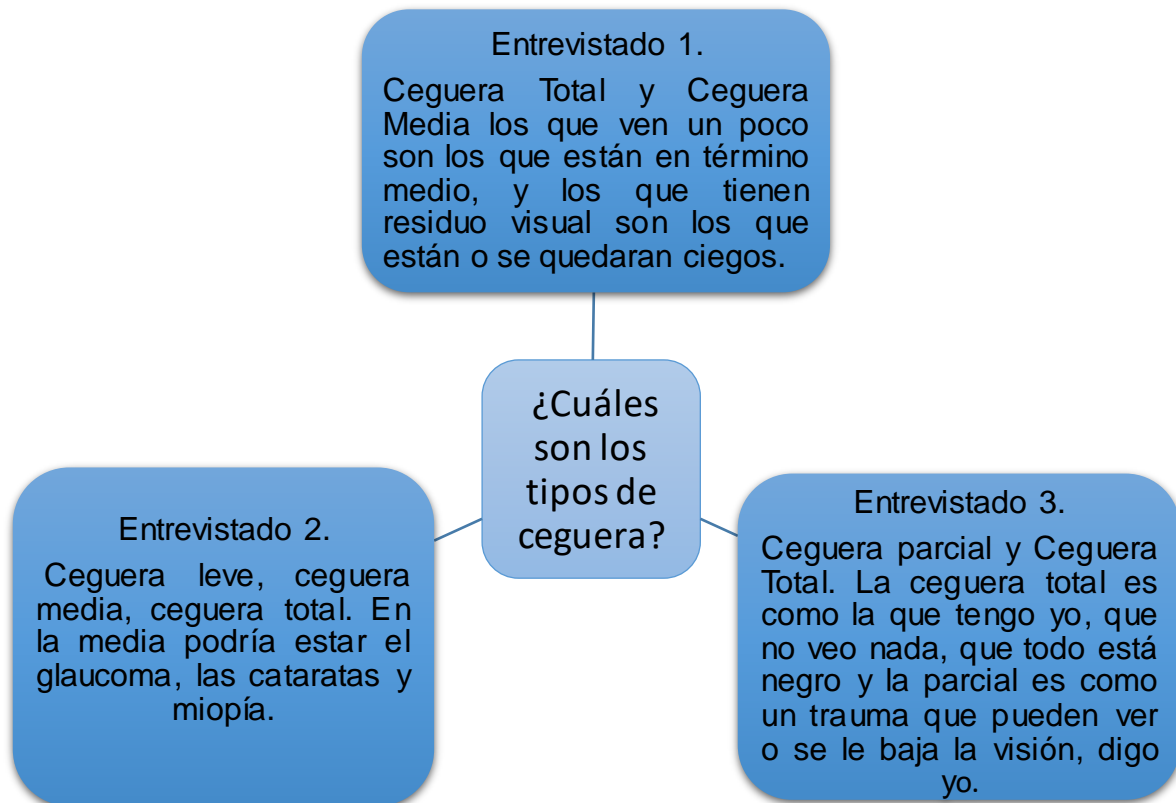 Entrevistado 1.
Ceguera Total y Ceguera
Media los que ven un poco
son los que están en término
medio, y los que tienen
residuo visual son los que
están o se quedaran ciegos.
¿Cuáles
son los
tipos de
ceguera?
Entrevistado 2.
Ceguera leve, ceguera
media, ceguera total. En
la media podría estar el
glaucoma, las cataratas y
miopía.
Entrevistado 3.
Ceguera parcial y Ceguera
Total. La ceguera total es
como la que tengo yo, que
no veo nada, que todo está
negro y la parcial es como
un trauma que pueden ver
o se le baja la visión, digo
yo.